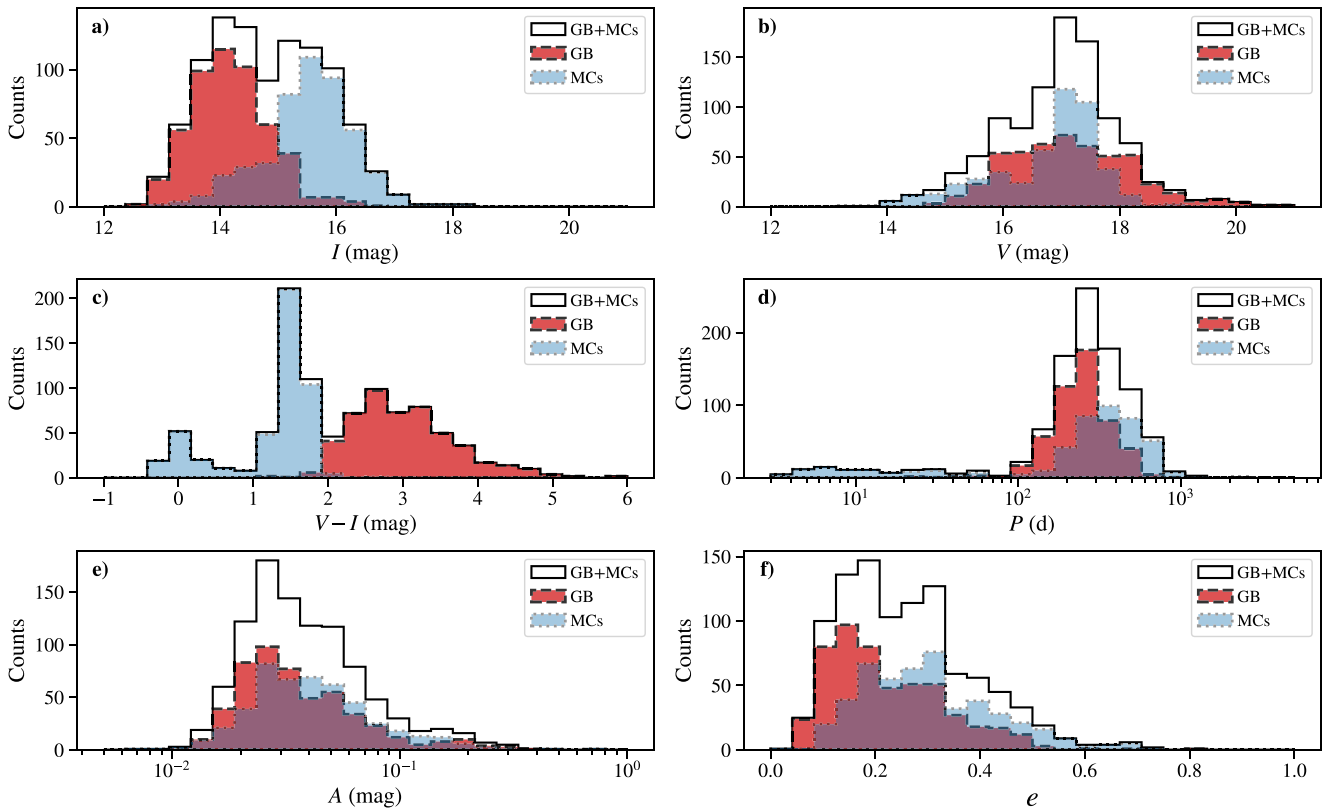 a)
GB+MCs
GB
MCs
Counts
0
50
100
12
14
16
18
20
I (mag)
b)
GB+MCs
GB
MCs
Counts
0
50
100
150
12
14
16
18
20
V (mag)
c)
GB+MCs
GB
MCs
Counts
0
50
100
150
200
−1
0
1
2
3
4
5
6
V−I (mag)
d)
GB+MCs
GB
MCs
Counts
0
100
200
10¹
10²
10³
P (d)
e)
GB+MCs
GB
MCs
Counts
0
50
100
150
10⁻²
10⁻¹
10⁰
A (mag)
f)
GB+MCs
GB
MCs
Counts
0
50
100
150
0.0
0.2
0.4
0.6
0.8
1.0
e